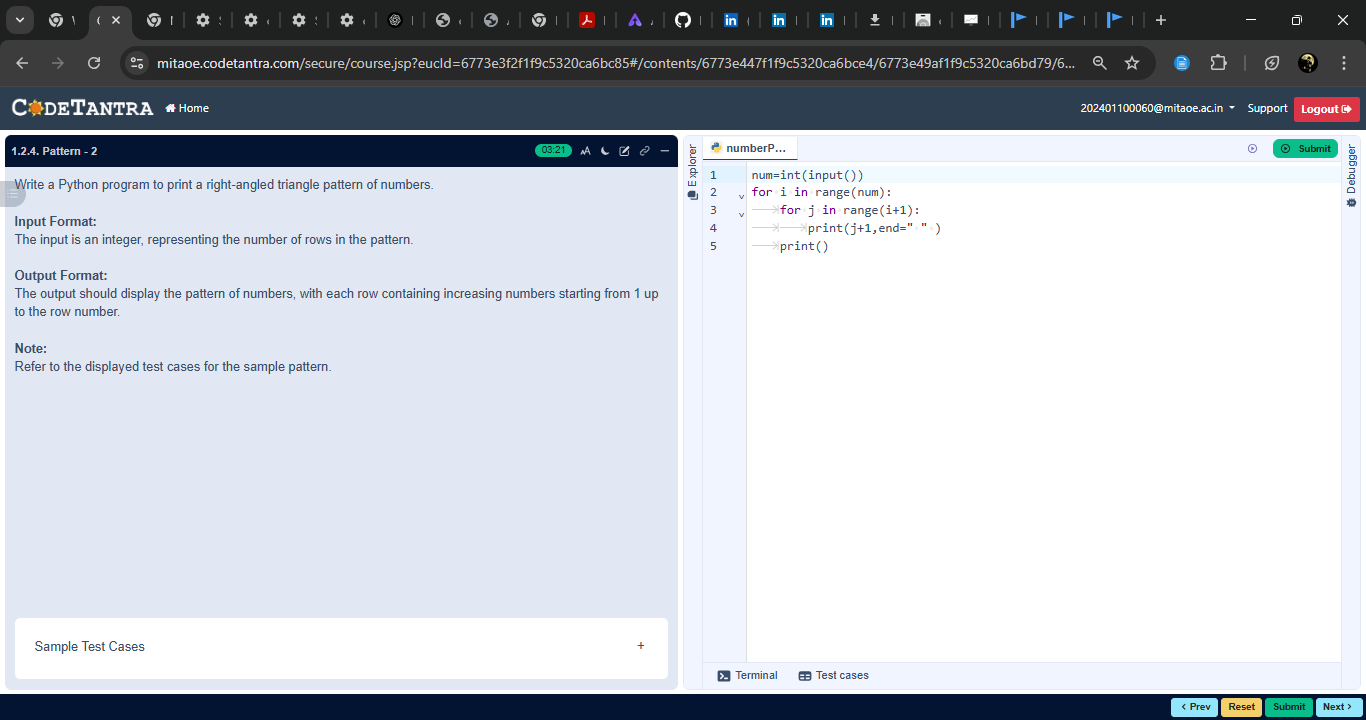 mitaoe.codetantra.com/secure/course.jsp?eucId=6773e3f2f1f9c5320ca6bc85#/contents/6773e447f1f9c5320ca6bce4/6773e49af1f9c5320ca6bd79/6...
CODETANTRA
Home
202401100060@mitaoe.ac.in
Support
Logout
1.2.4. Pattern - 2
03:21
AA
Write a Python program to print a right-angled triangle pattern of numbers.
Input Format:
The input is an integer, representing the number of rows in the pattern.
Output Format:
The output should display the pattern of numbers, with each row containing increasing numbers starting from 1 up
to the row number.
Note:
Refer to the displayed test cases for the sample pattern.
Sample Test Cases
+
Explorer
numberP...
Submit
Debugger
1 num=int(input())
2 for i in range(num):
3 for j in range(i+1):
4 print(j+1,end=" " )
5 print()
Terminal
Test cases
< Prev
Reset
Submit
Next >